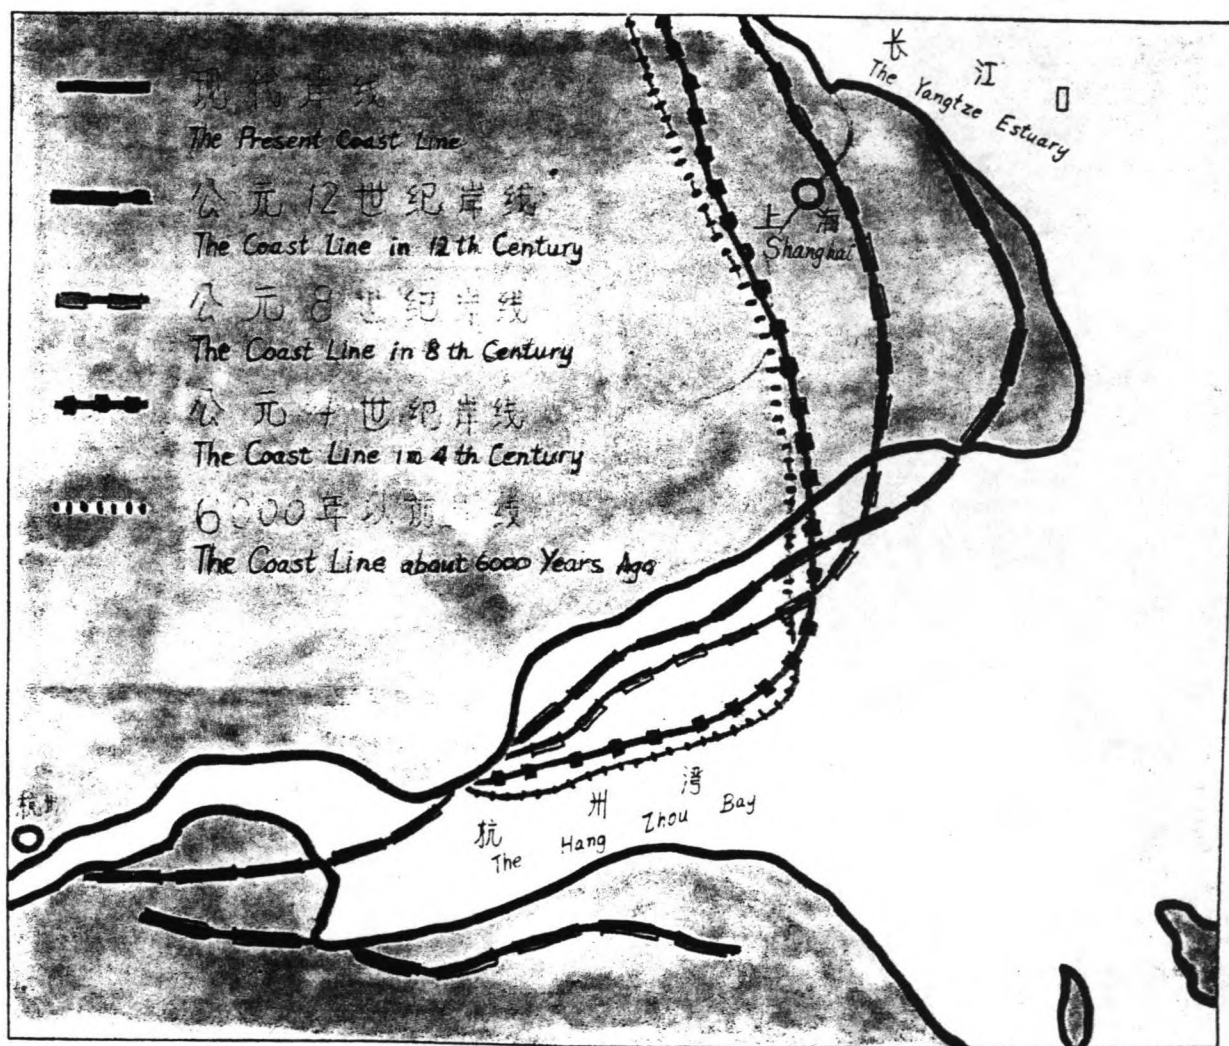 现代岸线
The Present Coast Line
公元12世纪岸线
The Coast Line in 12th Century
公元8世纪岸线
The Coast Line in 8th Century
公元4世纪岸线
The Coast Line in 4th Century
6000年以前 线
The Coast Line about 6000 Years Ago
长江口
The Yangtze Estuary
上海
Shanghai
杭州
杭州湾
The Hang Zhou Bay